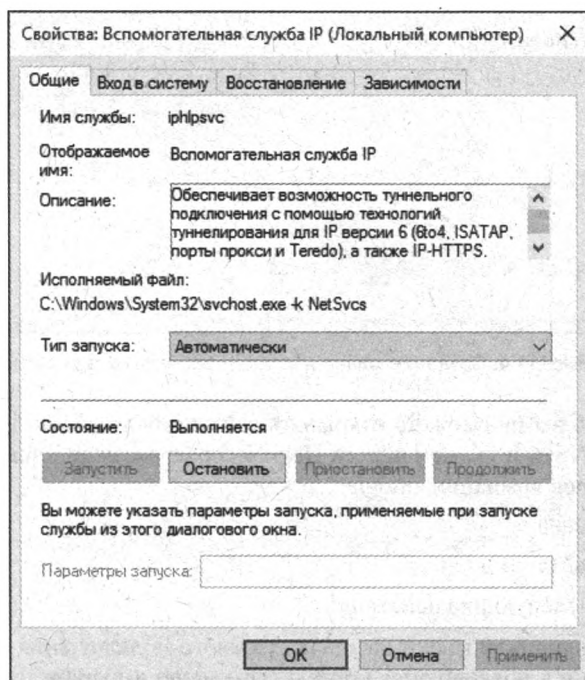 Свойства: Вспомогательная служба IP (Локальный компьютер)
Общие Вход в систему Восстановление Зависимости
Имя службы: iphlpsvc
Отображаемое имя: Вспомогательная служба IP
Описание: Обеспечивает возможность туннельного
подключения с помощью технологий
туннелирования для IP версии 6 (6to4, ISATAP,
порты прокси и Teredo), а также IP-HTTPS.
Исполняемый файл:
C:\Windows\System32\svchost.exe -k NetSvcs
Тип запуска: Автоматически
Состояние: Выполняется
Запустить Остановить Приостановить Продолжить
Вы можете указать параметры запуска, применяемые при запуске
службы из этого диалогового окна.
Параметры запуска:
OK Отмена Применить